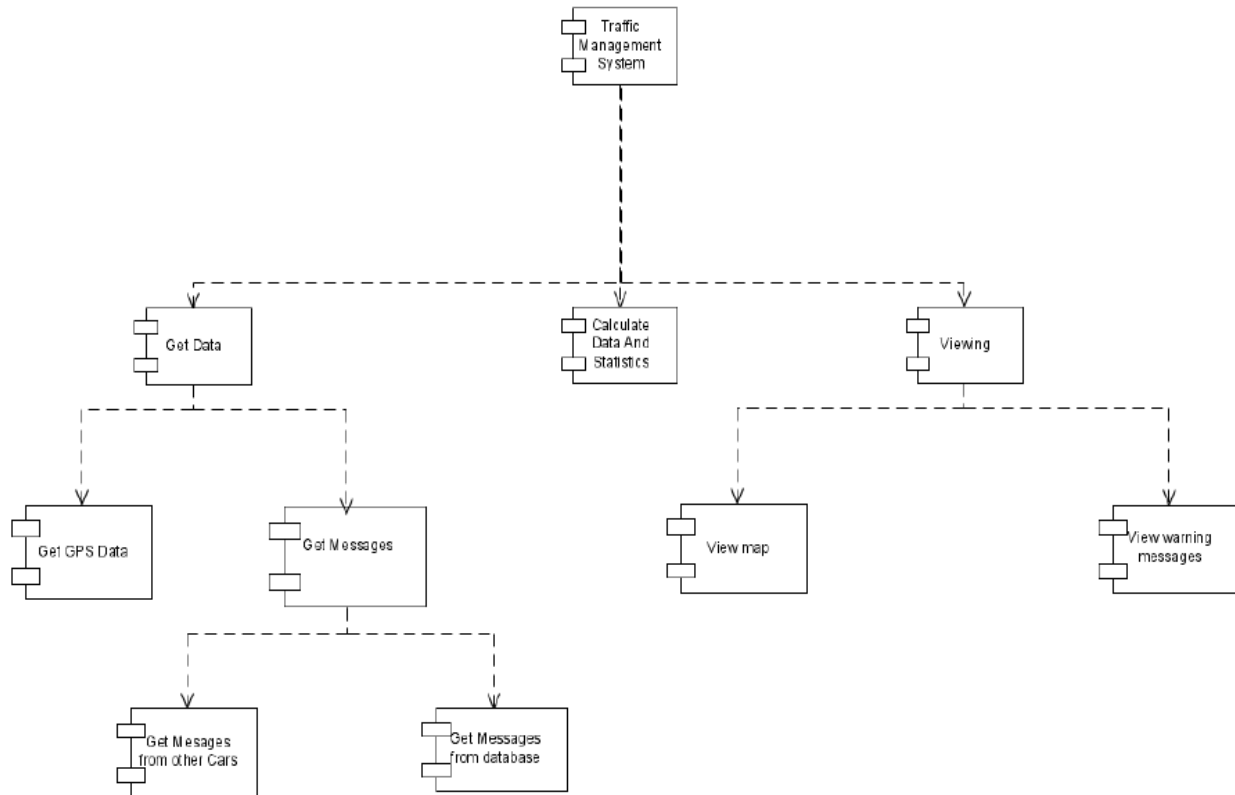 Traffic
Management
System
Get Data
Calculate
Data And
Statistics
Viewing
Get GPS Data
Get Messages
View map
View warning
messages
Get Mesages
from other Cars
Get Messages
from database